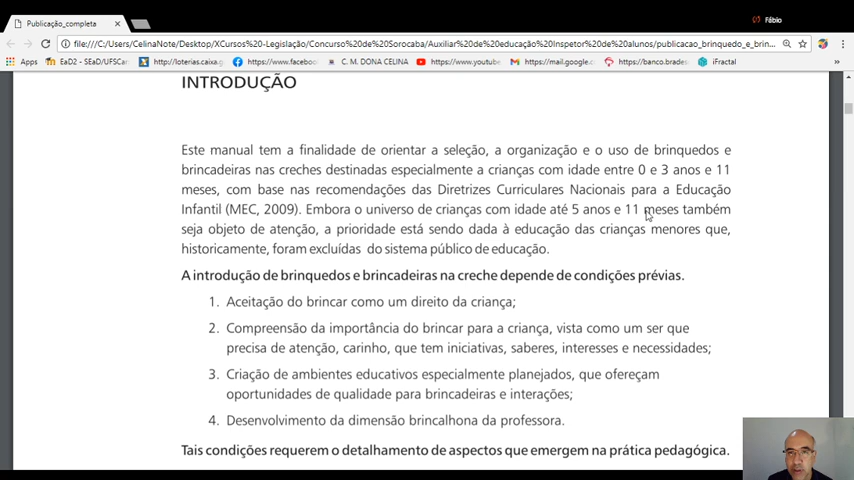 Publicação_completa
Fábio
file:///C:/Users/CelinaNote/Desktop/XCursos%20-Legislação/Concurso%20de%20Sorocaba/Auxiliar%20de%20educação%20Inspetor%20de%20alunos/publicacao_brinquedo_e_brin...
Apps EaD2 - SEaD/UFSCar http://loterias.caixa.g https://www.faceboo C. M. DONA CELINA https://www.youtube. https://mail.google.c https://banco.brades iFractal »
INTRODUÇÃO
Este manual tem a finalidade de orientar a seleção, a organização e o uso de brinquedos e
brincadeiras nas creches destinadas especialmente a crianças com idade entre 0 e 3 anos e 11
meses, com base nas recomendações das Diretrizes Curriculares Nacionais para a Educação
Infantil (MEC, 2009). Embora o universo de crianças com idade até 5 anos e 11 meses também
seja objeto de atenção, a prioridade está sendo dada à educação das crianças menores que,
historicamente, foram excluídas do sistema público de educação.
A introdução de brinquedos e brincadeiras na creche depende de condições prévias.
1. Aceitação do brincar como um direito da criança;
2. Compreensão da importância do brincar para a criança, vista como um ser que
precisa de atenção, carinho, que tem iniciativas, saberes, interesses e necessidades;
3. Criação de ambientes educativos especialmente planejados, que ofereçam
oportunidades de qualidade para brincadeiras e interações;
4. Desenvolvimento da dimensão brincalhona da professora.
Tais condições requerem o detalhamento de aspectos que emergem na prática pedagógica.